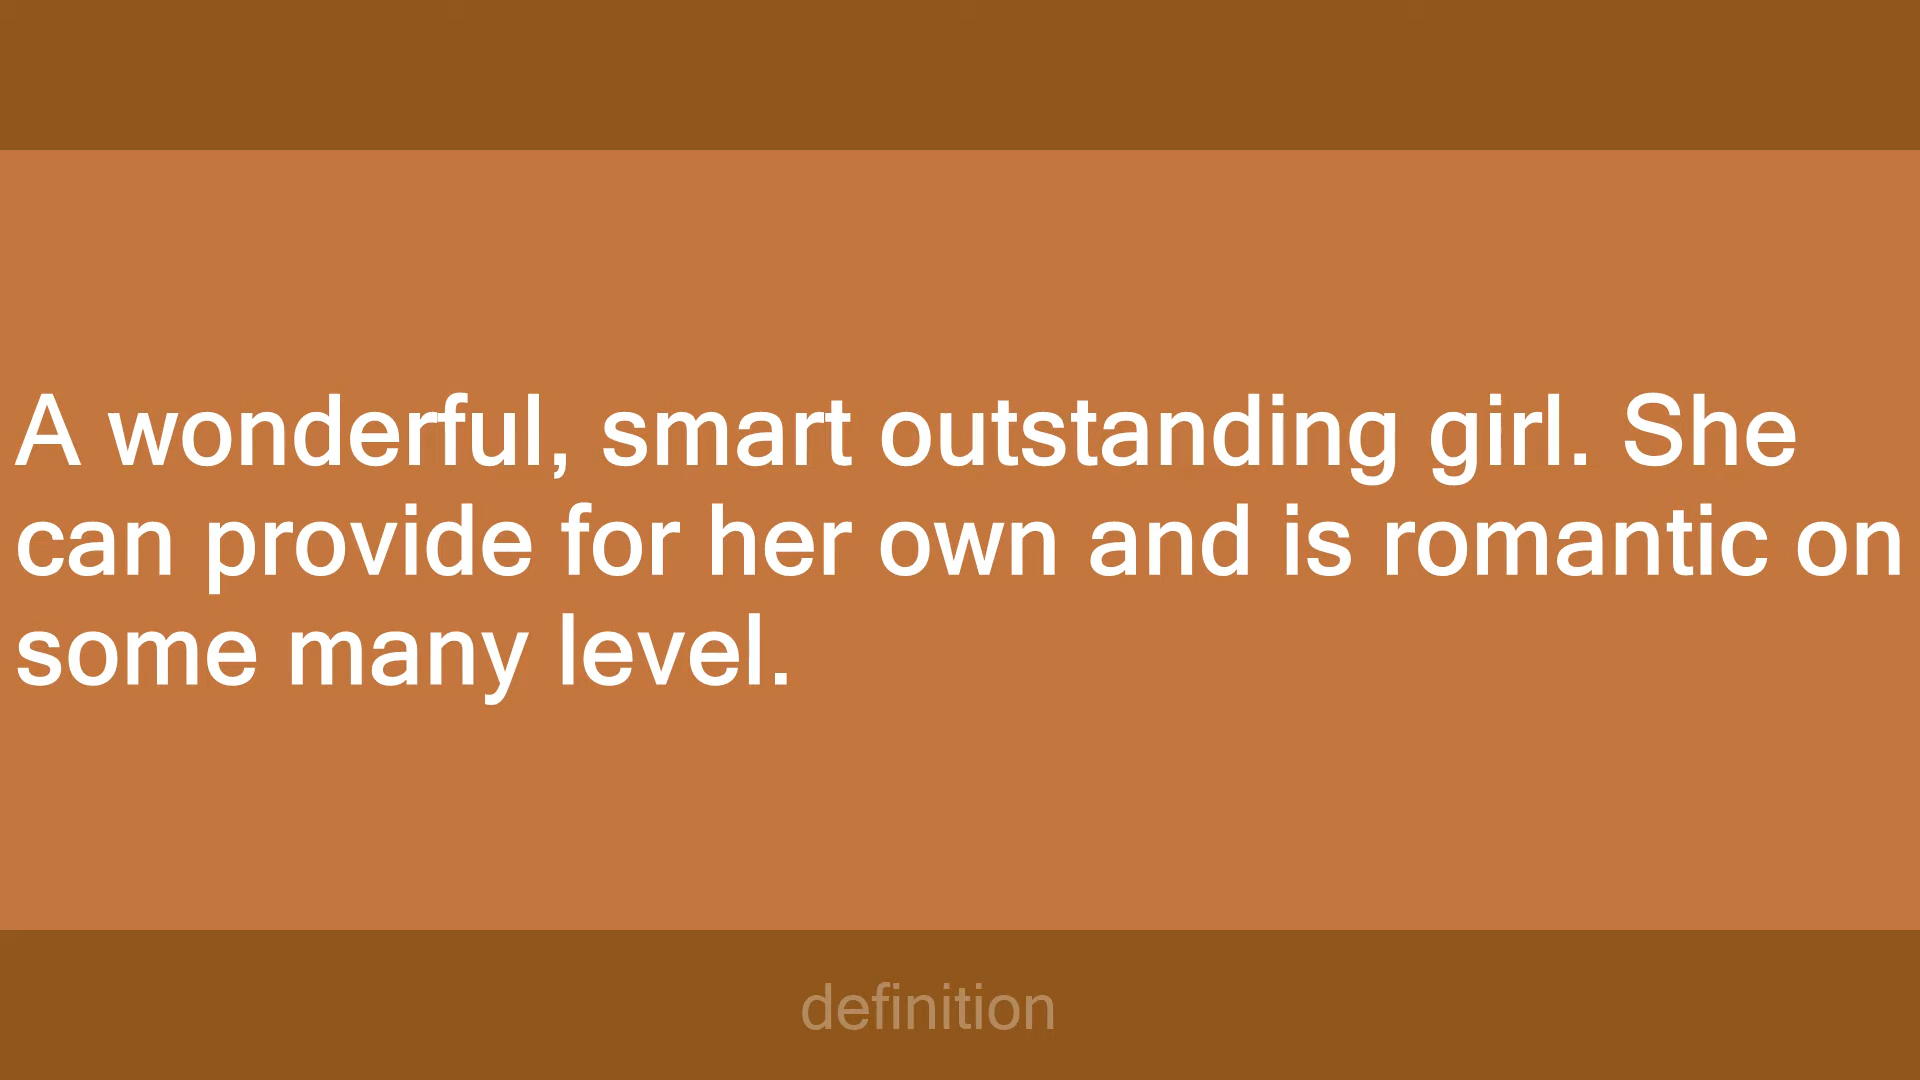 A wonderful, smart outstanding girl. She
can provide for her own and is romantic on
some many level.
definition